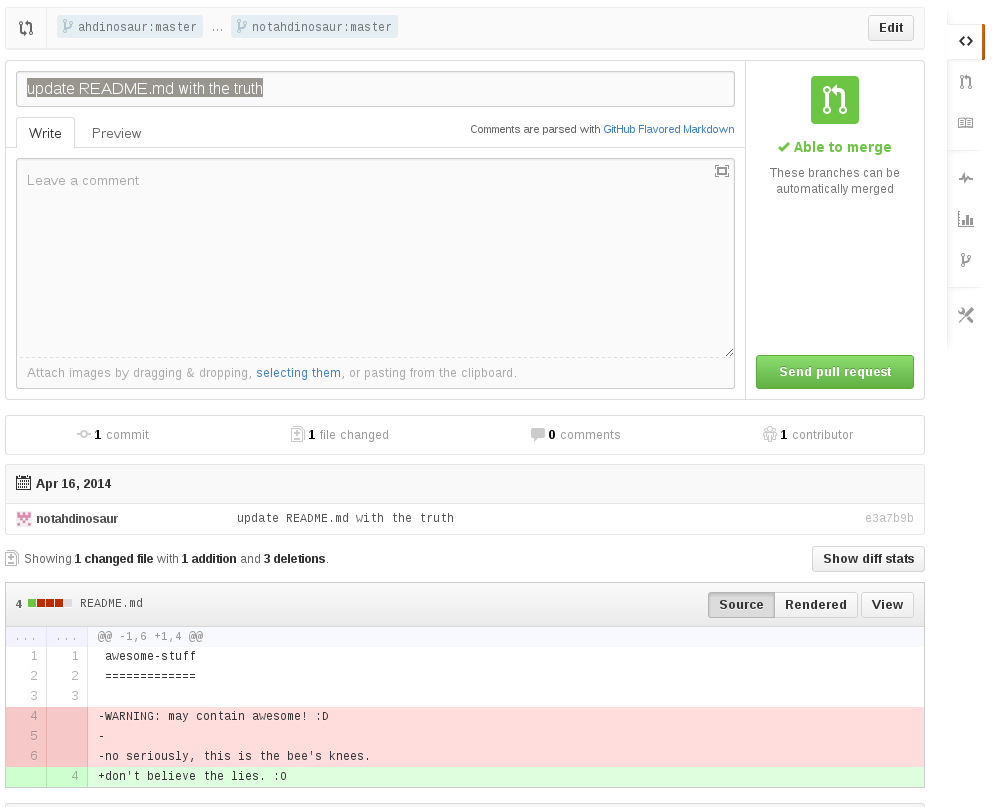 ahdinosaur:master ... notahdinosaur:master Edit
update README.md with the truth
Write Preview Comments are parsed with GitHub Flavored Markdown
Leave a comment
Attach images by dragging & dropping, selecting them, or pasting from the clipboard.
✔ Able to merge
These branches can be
automatically merged
Send pull request
1 commit 1 file changed 0 comments 1 contributor
Apr 16, 2014
notahdinosaur update README.md with the truth e3a7b9b
Showing 1 changed file with 1 addition and 3 deletions. Show diff stats
4 README.md Source Rendered View
... ... @@ -1,6 +1,4 @@
1 1 awesome-stuff
2 2 =============
3 3
4 -WARNING: may contain awesome! :D
5 -
6 -no seriously, this is the bee's knees.
4 +don't believe the lies. :O